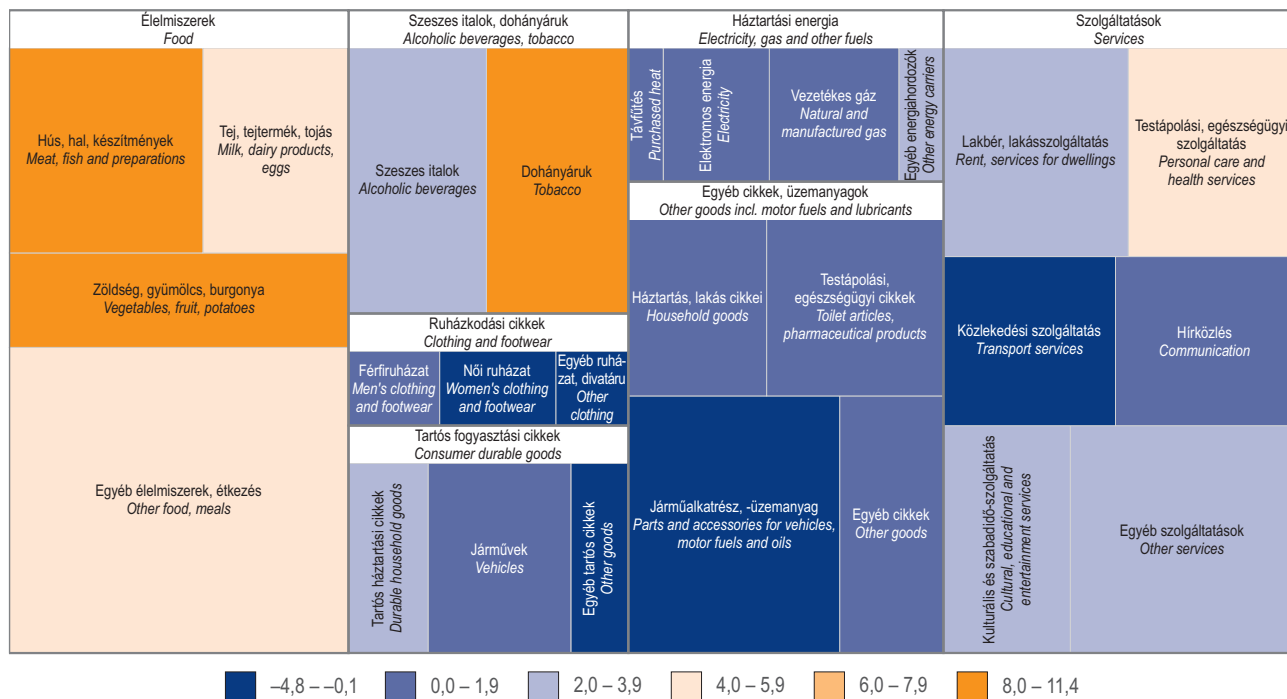 Élelmiszerek
Food
Hús, hal, készítmények
Meat, fish and preparations
Tej, tejtermék, tojás
Milk, dairy products,
eggs
Zöldség, gyümölcs, burgonya
Vegetables, fruit, potatoes
Egyéb élelmiszerek, étkezés
Other food, meals
Szeszes italok, dohányáruk
Alcoholic beverages, tobacco
Szeszes italok
Alcoholic beverages
Dohányáruk
Tobacco
Ruházkodási cikkek
Clothing and footwear
Férfiruházat
Men's clothing
and footwear
Női ruházat
Women's clothing
and footwear
Egyéb ruhá-
zat, divatáru
Other
clothing
Tartós fogyasztási cikkek
Consumer durable goods
Tartós háztartási cikkek
Durable household goods
Járművek
Vehicles
Egyéb tartós cikkek
Other goods
Háztartási energia
Electricity, gas and other fuels
Távfűtés
Purchased heat
Elektromos energia
Electricity
Vezetékes gáz
Natural and
manufactured gas
Egyéb energiahordozók
Other energy carriers
Egyéb cikkek, üzemanyagok
Other goods incl. motor fuels and lubricants
Háztartás, lakás cikkei
Household goods
Testápolási,
egészségügyi cikkek
Toilet articles,
pharmaceutical products
Járműalkatrész, -üzemanyag
Parts and accessories for vehicles,
motor fuels and oils
Egyéb cikkek
Other goods
Szolgáltatások
Services
Lakbér, lakásszolgáltatás
Rent, services for dwellings
Testápolási, egészségügyi
szolgáltatás
Personal care and
health services
Közlekedési szolgáltatás
Transport services
Hírközlés
Communication
Kulturális és szabadidő-szolgáltatás
Cultural, educational and
entertainment services
Egyéb szolgáltatások
Other services
–4,8 – –0,1
0,0 – 1,9
2,0 – 3,9
4,0 – 5,9
6,0 – 7,9
8,0 – 11,4